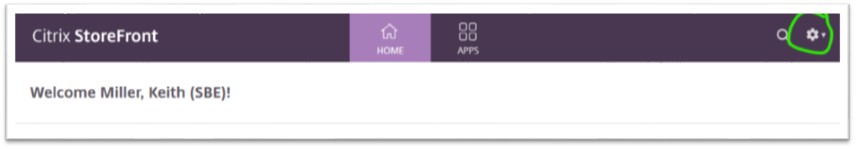 Citrix StoreFront
HOME
APPS
Welcome Miller, Keith (SBE)!